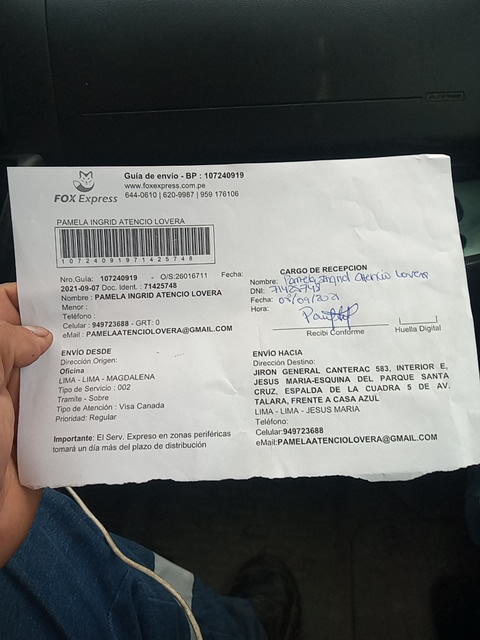 FOX Express
Guía de envío - BP : 107240919
www.foxexpress.com.pe
644-0610 | 620-9987 | 959 176106
PAMELA INGRID ATENCIO LOVERA
10724091971425748
Nro.Guía: 107240919 - O/S:26016711 Fecha:
2021-09-07 Doc. Ident. : 71425748
Nombre : PAMELA INGRID ATENCIO LOVERA
Menor :
Teléfono :
Celular : 949723688 - GRT: 0
eMail : PAMELAATENCIOLOVERA@GMAIL.COM
ENVÍO DESDE
Dirección Origen:
Oficina
LIMA - LIMA - MAGDALENA
Tipo de Servicio : 002
Tramite - Sobre
Tipo de Atención : Visa Canada
Prioridad: Regular
Importante: El Serv. Expreso en zonas periféricas
tomará un día más del plazo de distribución
CARGO DE RECEPCION
Nombre: Pamela Ingrid Atencio Lovera
DNI: 71425748
Fecha: 09/2021
Hora:
Recibi Conforme
Huella Digital
ENVÍO HACIA
Dirección Destino:
JIRON GENERAL CANTERAC 583, INTERIOR E,
JESUS MARIA-ESQUINA DEL PARQUE SANTA
CRUZ, ESPALDA DE LA CUADRA 5 DE AV.
TALARA, FRENTE A CASA AZUL
LIMA - LIMA - JESUS MARIA
Teléfono:
Celular:949723688
eMail:PAMELAATENCIOLOVERA@GMAIL.COM